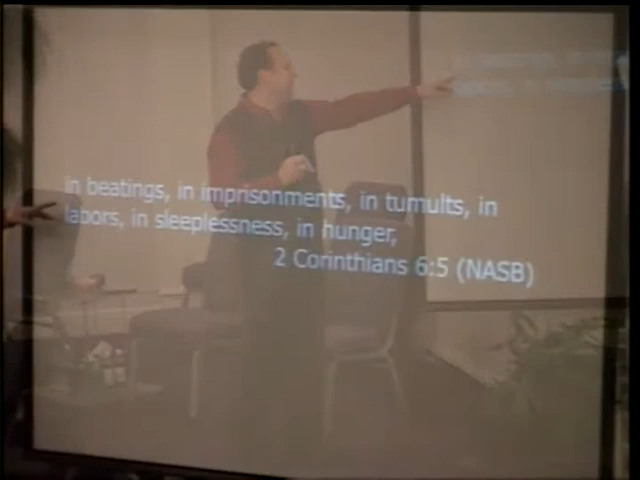 in beatings, in imprisonments, in tumults, in
labors, in sleeplessness, in hunger,
2 Corinthians 6:5 (NASB)